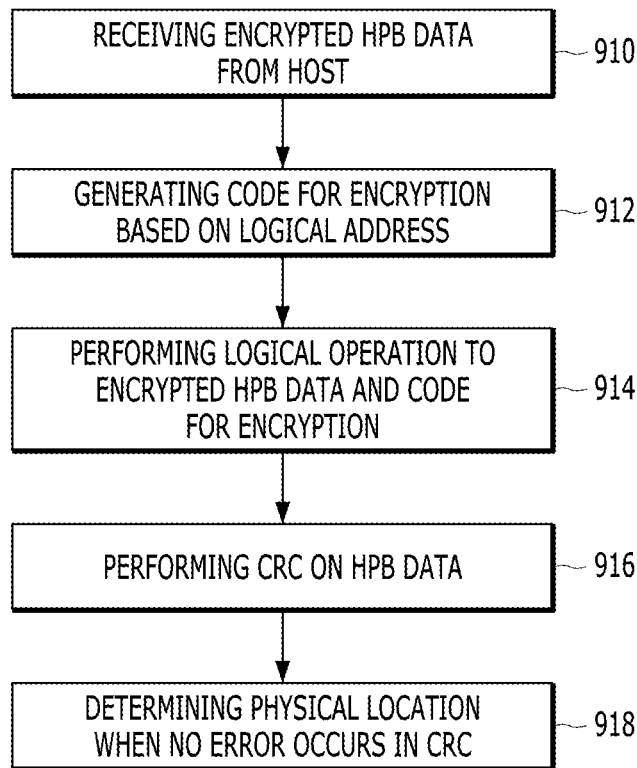 RECEIVING ENCRYPTED HPB DATA
FROM HOST
910
GENERATING CODE FOR ENCRYPTION
BASED ON LOGICAL ADDRESS
912
PERFORMING LOGICAL OPERATION TO
ENCRYPTED HPB DATA AND CODE
FOR ENCRYPTION
914
PERFORMING CRC ON HPB DATA
916
DETERMINING PHYSICAL LOCATION
WHEN NO ERROR OCCURS IN CRC
918